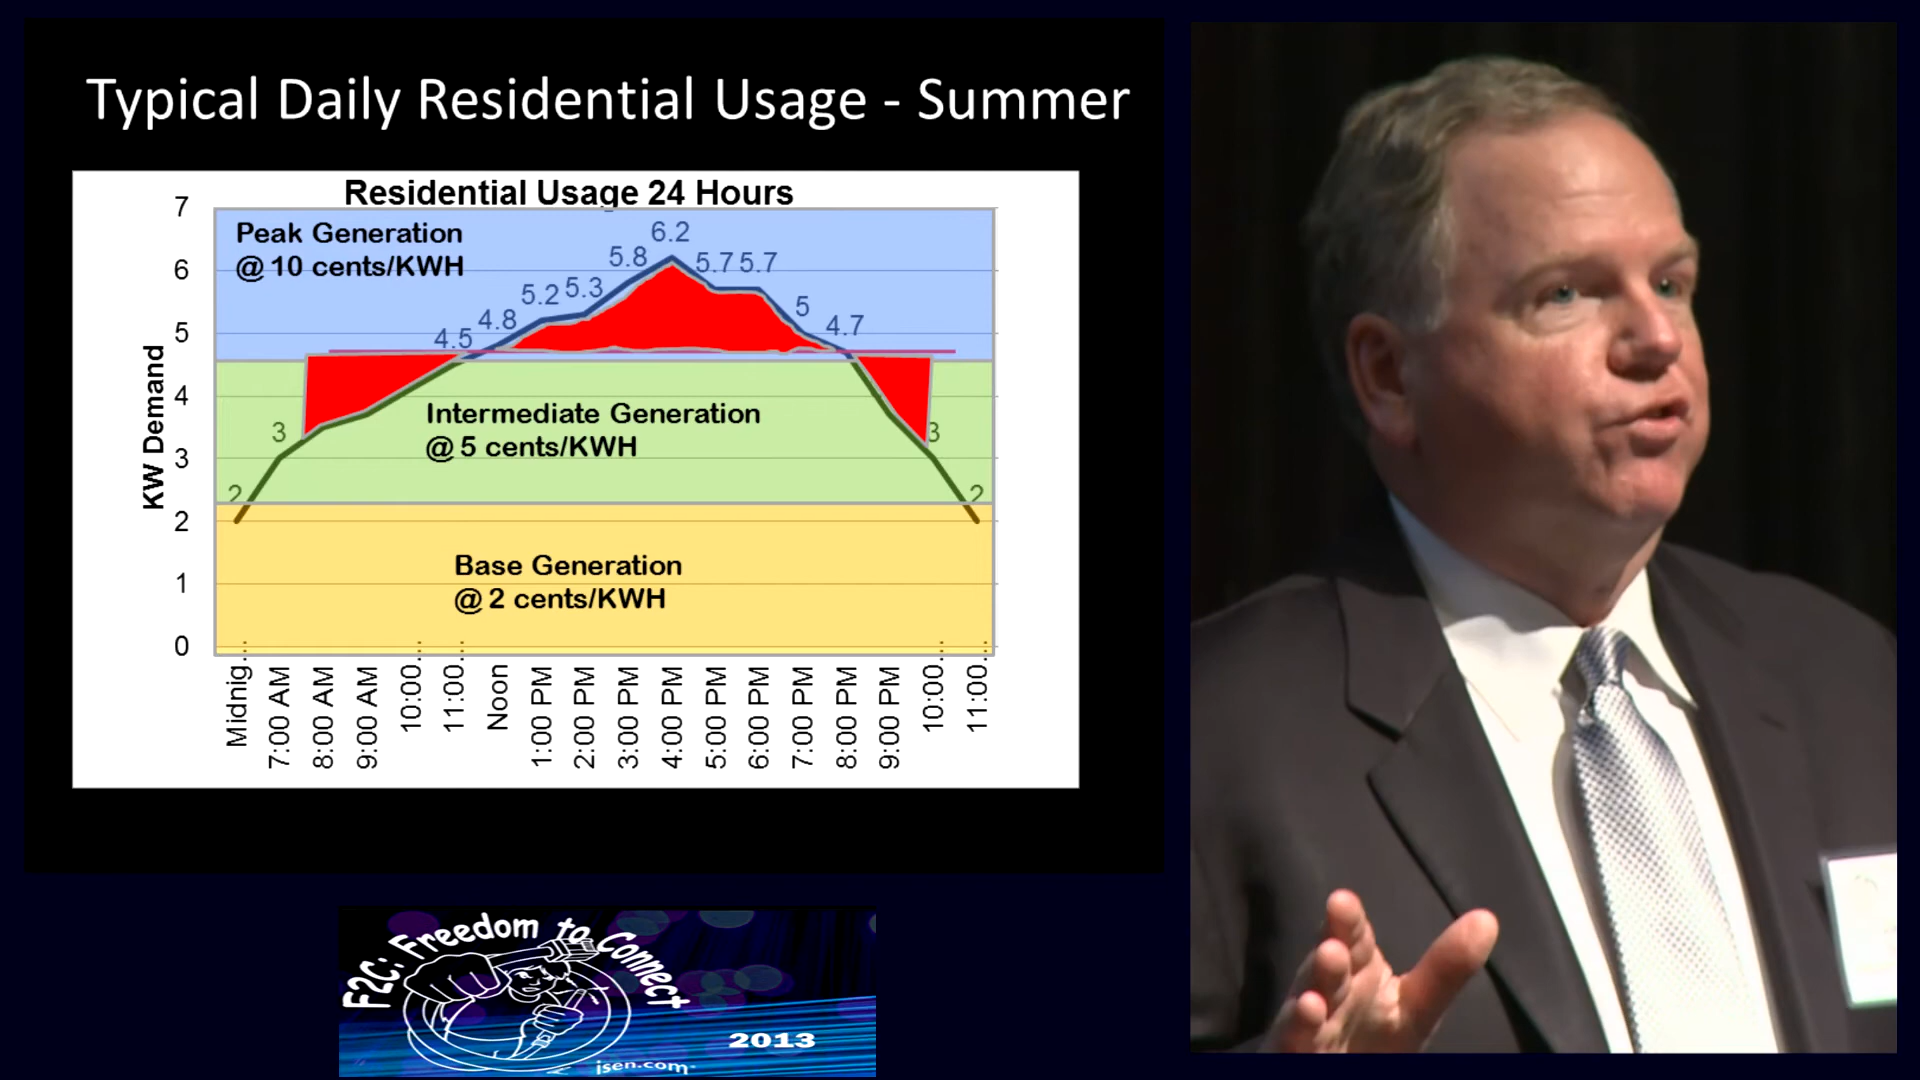 Typical Daily Residential Usage - Summer
Residential Usage 24 Hours
Peak Generation
@ 10 cents/KWH
Intermediate Generation
@ 5 cents/KWH
Base Generation
@ 2 cents/KWH
KW Demand
7
6
5
4
3
2
1
0
2
3
4.5
4.8
5.2
5.3
5.8
6.2
5.7
5.7
5
4.7
3
2
Midnig...
7:00 AM
8:00 AM
9:00 AM
10:00...
11:00...
Noon
1:00 PM
2:00 PM
3:00 PM
4:00 PM
5:00 PM
6:00 PM
7:00 PM
8:00 PM
9:00 PM
10:00...
11:00...
F2C: Freedom to Connect
2013
isen.com